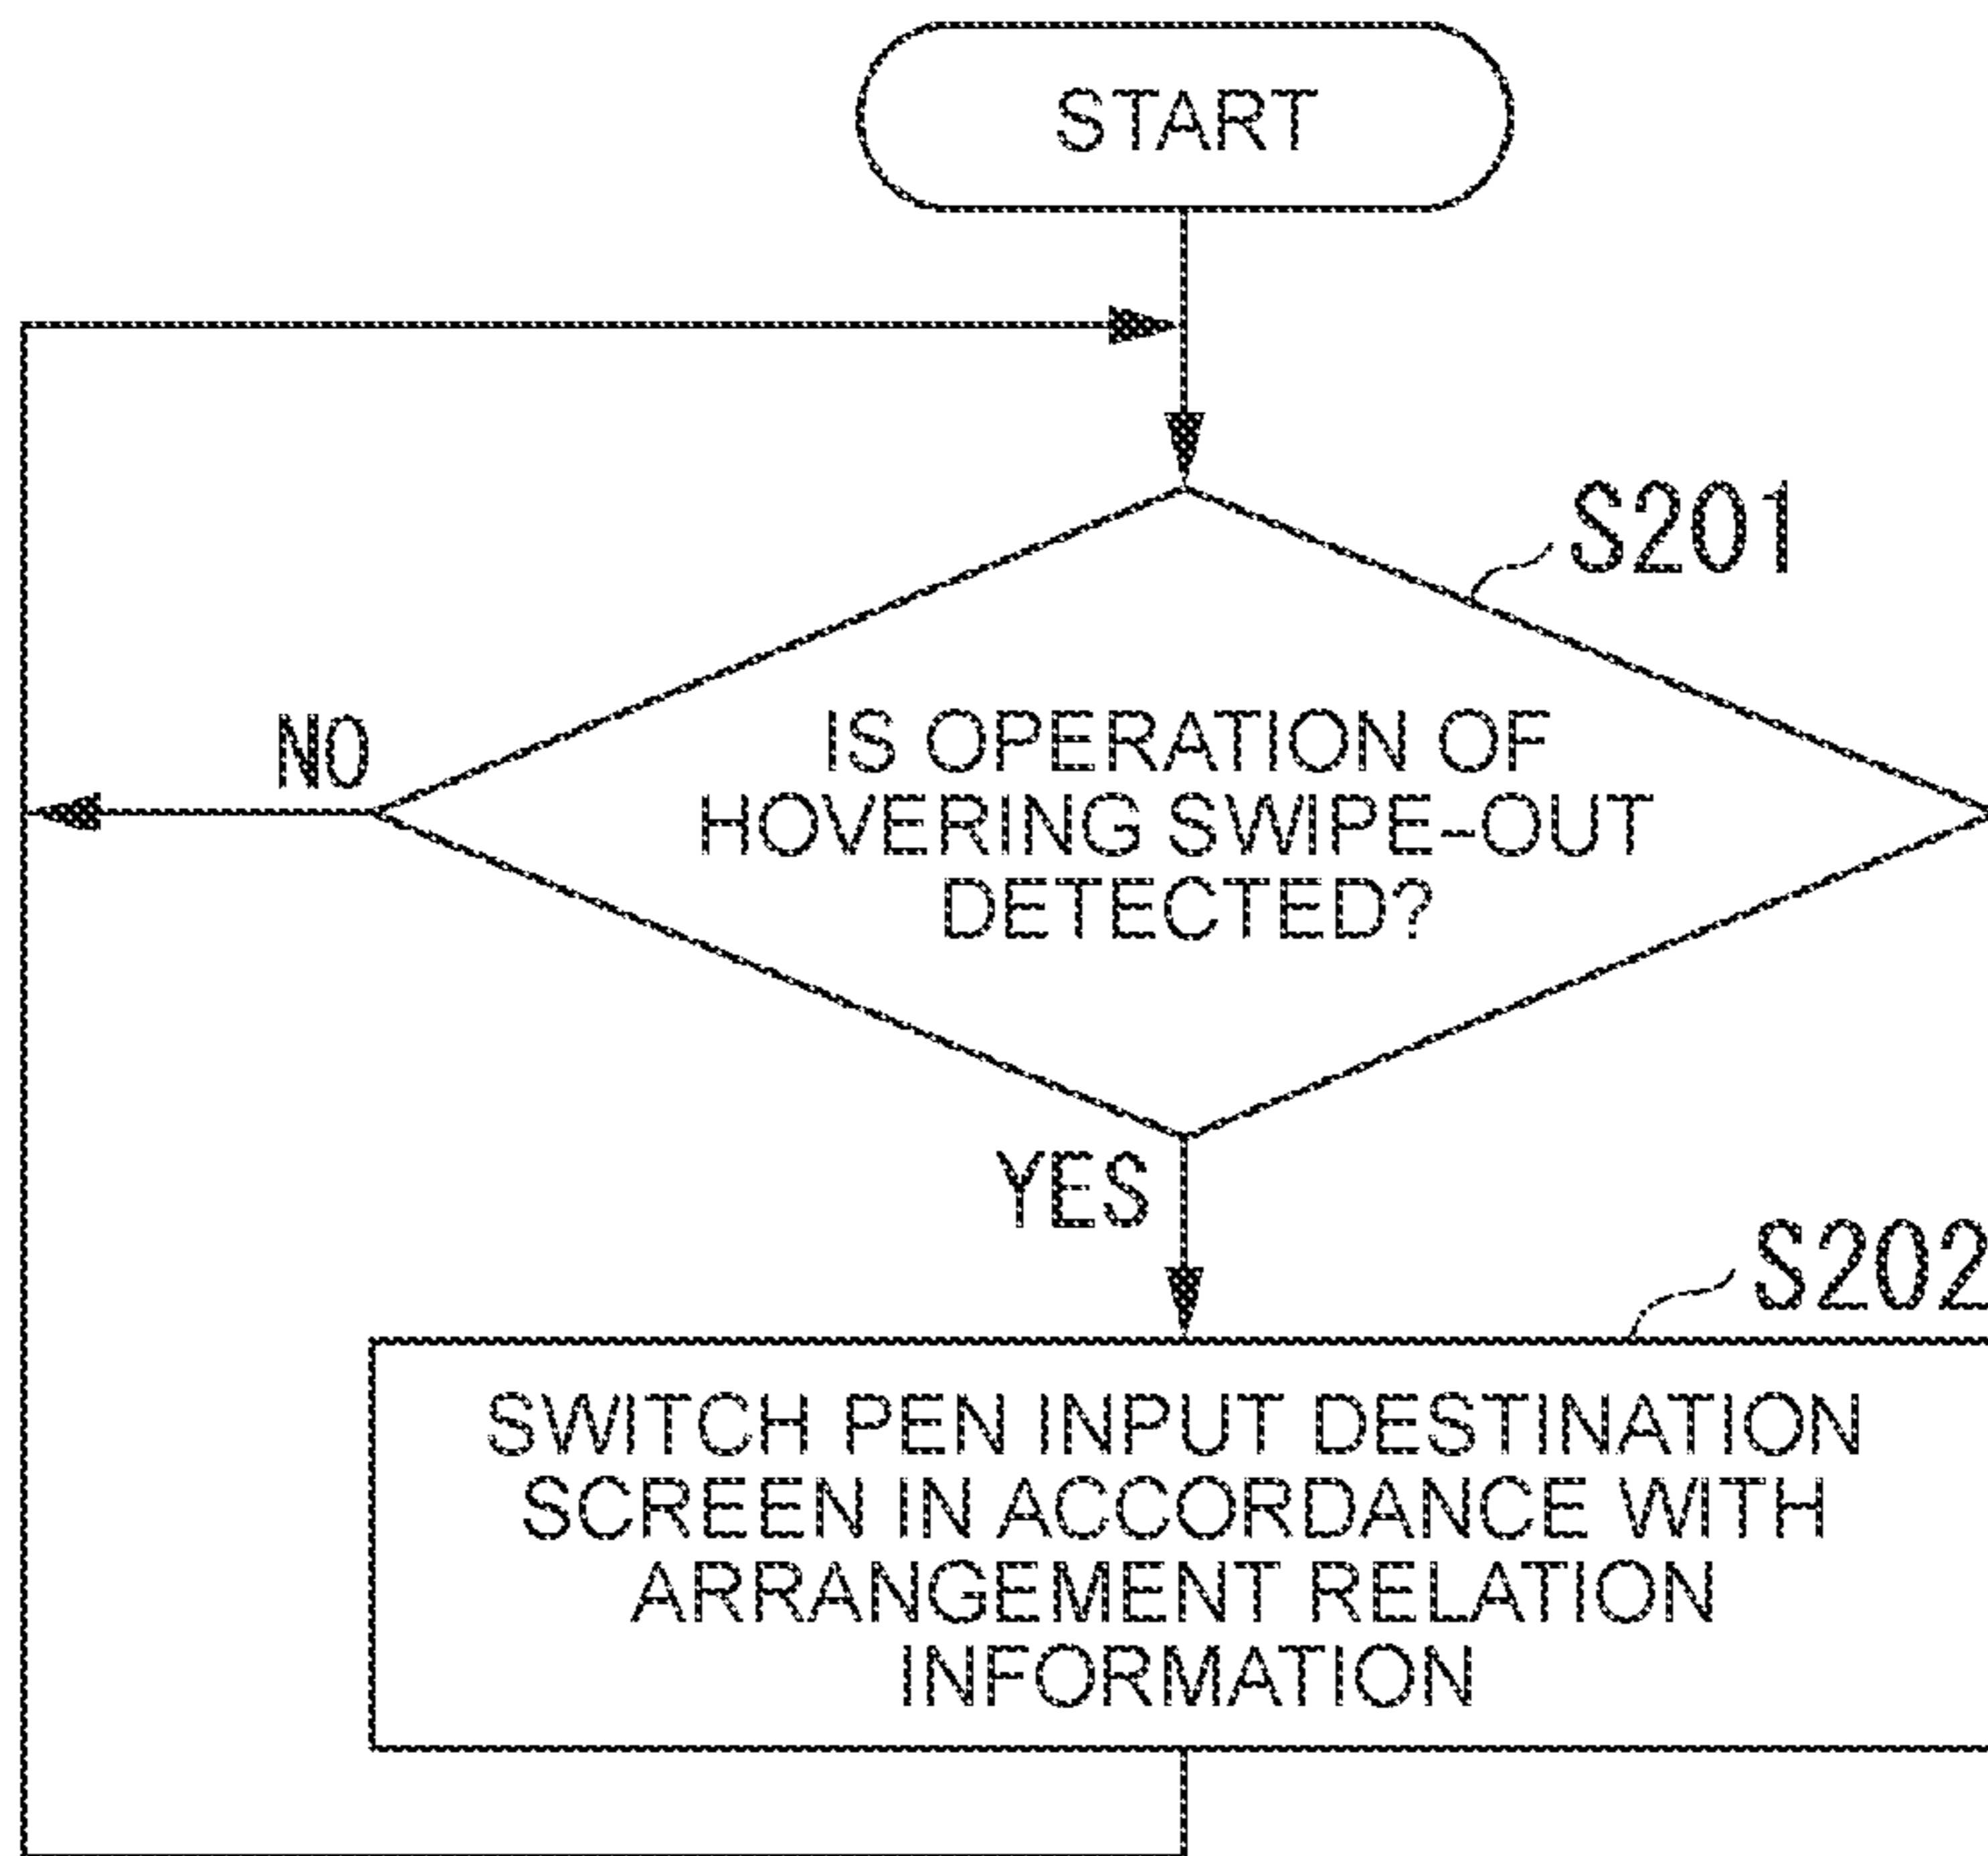 START
S201
NO
IS OPERATION OF
HOVERING SWIPE-OUT
DETECTED?
YES
S202
SWITCH PEN INPUT DESTINATION
SCREEN IN ACCORDANCE WITH
ARRANGEMENT RELATION
INFORMATION